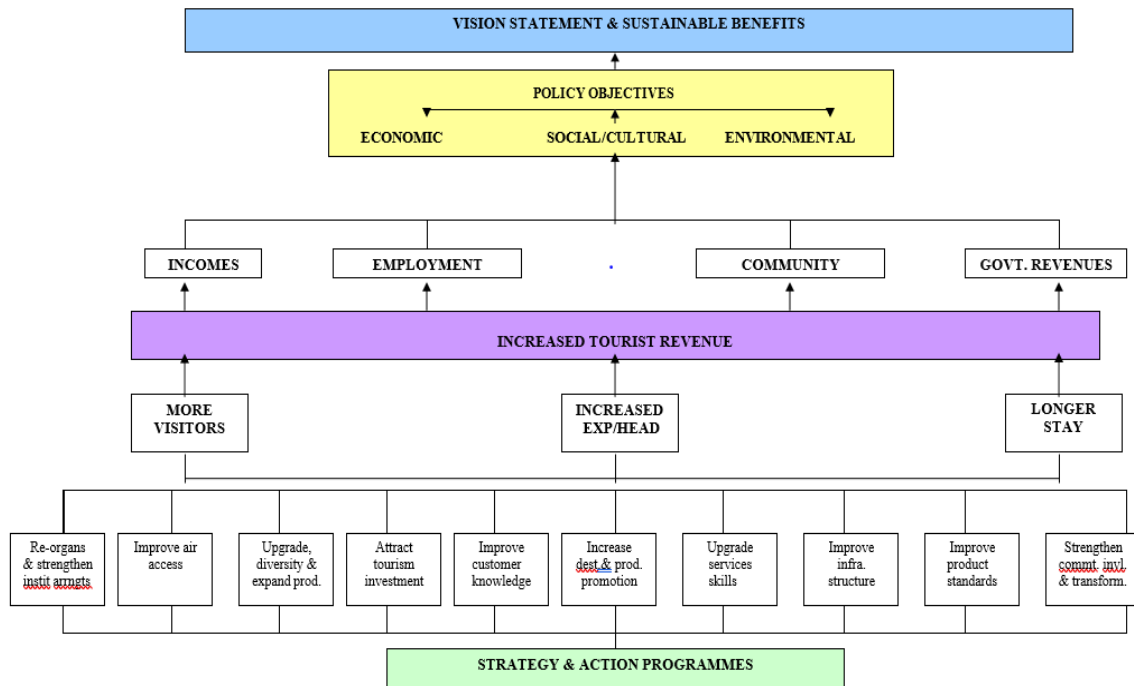 VISION STATEMENT & SUSTAINABLE BENEFITS
POLICY OBJECTIVES
ECONOMIC
SOCIAL/CULTURAL
ENVIRONMENTAL
INCOMES
EMPLOYMENT
COMMUNITY
GOVT. REVENUES
INCREASED TOURIST REVENUE
MORE
VISITORS
INCREASED
EXP/HEAD
LONGER
STAY
Re-organs
& strengthen
instit arrngts
Improve air
access
Upgrade,
diversity &
expand prod.
Attract
tourism
investment
Improve
customer
knowledge
Increase
dest,& prod.
promotion
Upgrade
services
skills
Improve
infra.
structure
Improve
product
standards
Strengthen
commt. invl.
& transform.
STRATEGY & ACTION PROGRAMMES